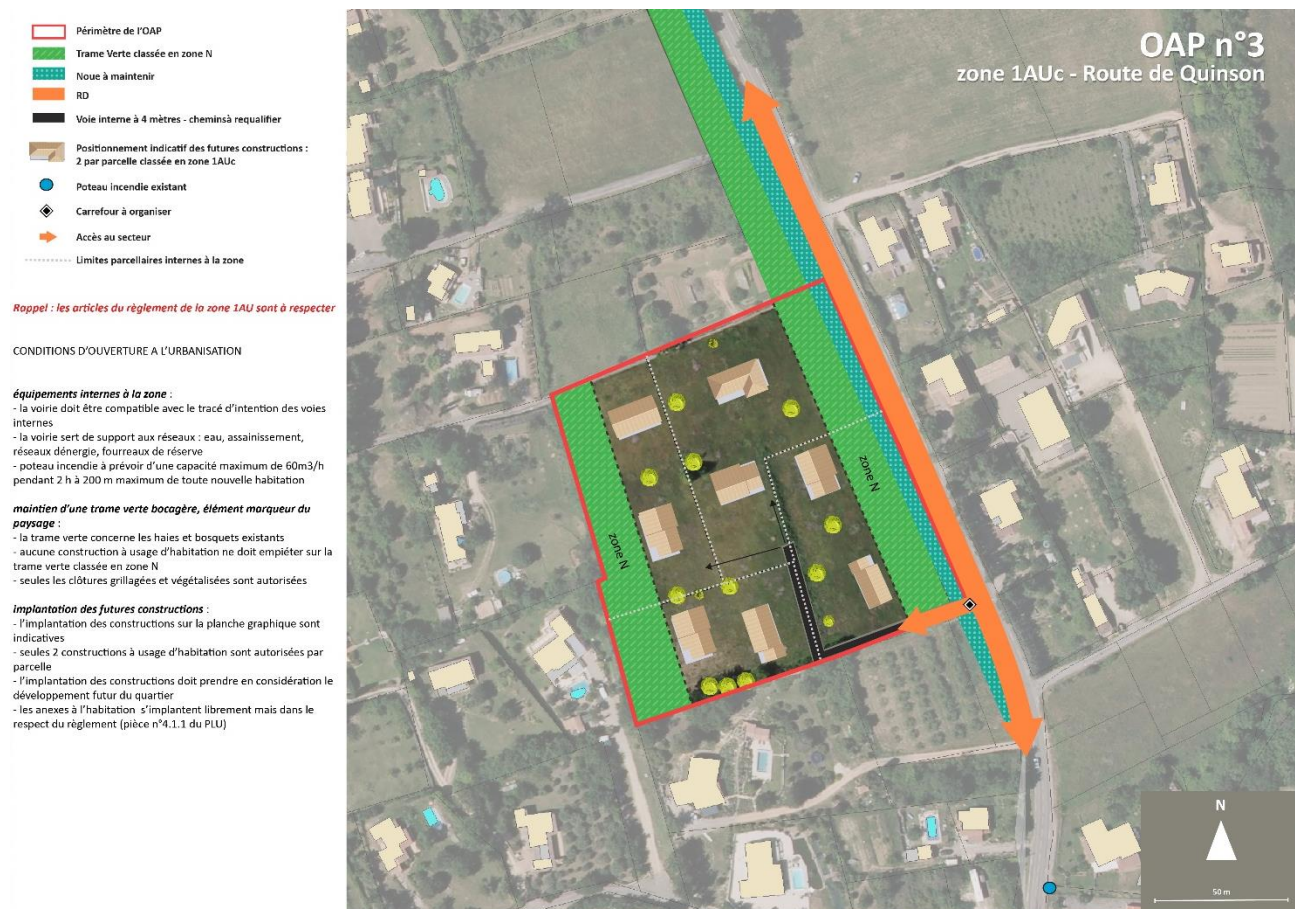 Périmètre de l'OAP
Trame Verte classée en zone N
Noue à maintenir
RD
Voie interne à 4 mètres - cheminsà requalifier
Positionnement indicatif des futures constructions :
2 par parcelle classée en zone 1AUc
Poteau incendie existant
Carrefour à organiser
Accès au secteur
Limites parcellaires internes à la zone
Rappel : les articles du règlement de la zone 1AU sont à respecter
CONDITIONS D'OUVERTURE A L'URBANISATION
équipements internes à la zone :
- la voirie doit être compatible avec le tracé d'intention des voies
internes
- la voirie sert de support aux réseaux : eau, assainissement,
réseaux dénergie, fourreaux de réserve
- poteau incendie à prévoir d'une capacité maximum de 60m3/h
pendant 2 h à 200 m maximum de toute nouvelle habitation
maintien d'une trame verte bocagère, élément marqueur du
paysage :
- la trame verte concerne les haies et bosquets existants
- aucune construction à usage d'habitation ne doit empiéter sur la
trame verte classée en zone N
- seules les clôtures grillagées et végétalisées sont autorisées
implantation des futures constructions :
- l'implantation des constructions sur la planche graphique sont
indicatives
- seules 2 constructions à usage d'habitation sont autorisées par
parcelle
- l'implantation des constructions doit prendre en considération le
développement futur du quartier
- les anexes à l'habitation s'implantent librement mais dans le
respect du règlement (pièce n°4.1.1 du PLU)
OAP n°3
zone 1AUc - Route de Quinson
zone N
zone N
N
50 m